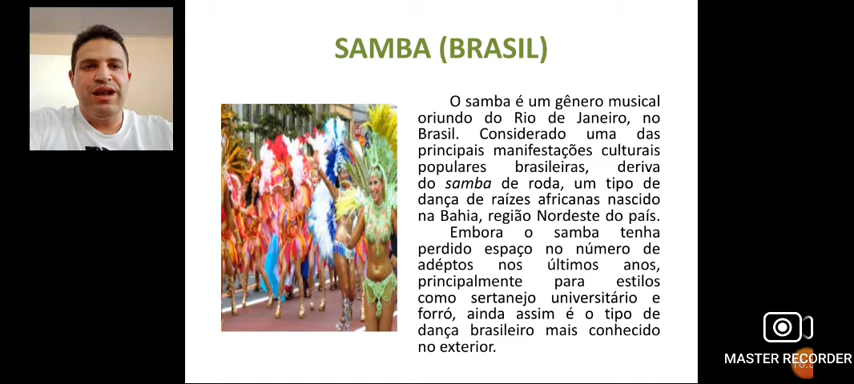 SAMBA (BRASIL)
O samba é um gênero musical
oriundo do Rio de Janeiro, no
Brasil. Considerado uma das
principais manifestações culturais
populares brasileiras, deriva
do samba de roda, um tipo de
dança de raízes africanas nascido
na Bahia, região Nordeste do país.
Embora o samba tenha
perdido espaço no número de
adéptos nos últimos anos,
principalmente para estilos
como sertanejo universitário e
forró, ainda assim é o tipo de
dança brasileiro mais conhecido
no exterior.
MASTER RECORDER